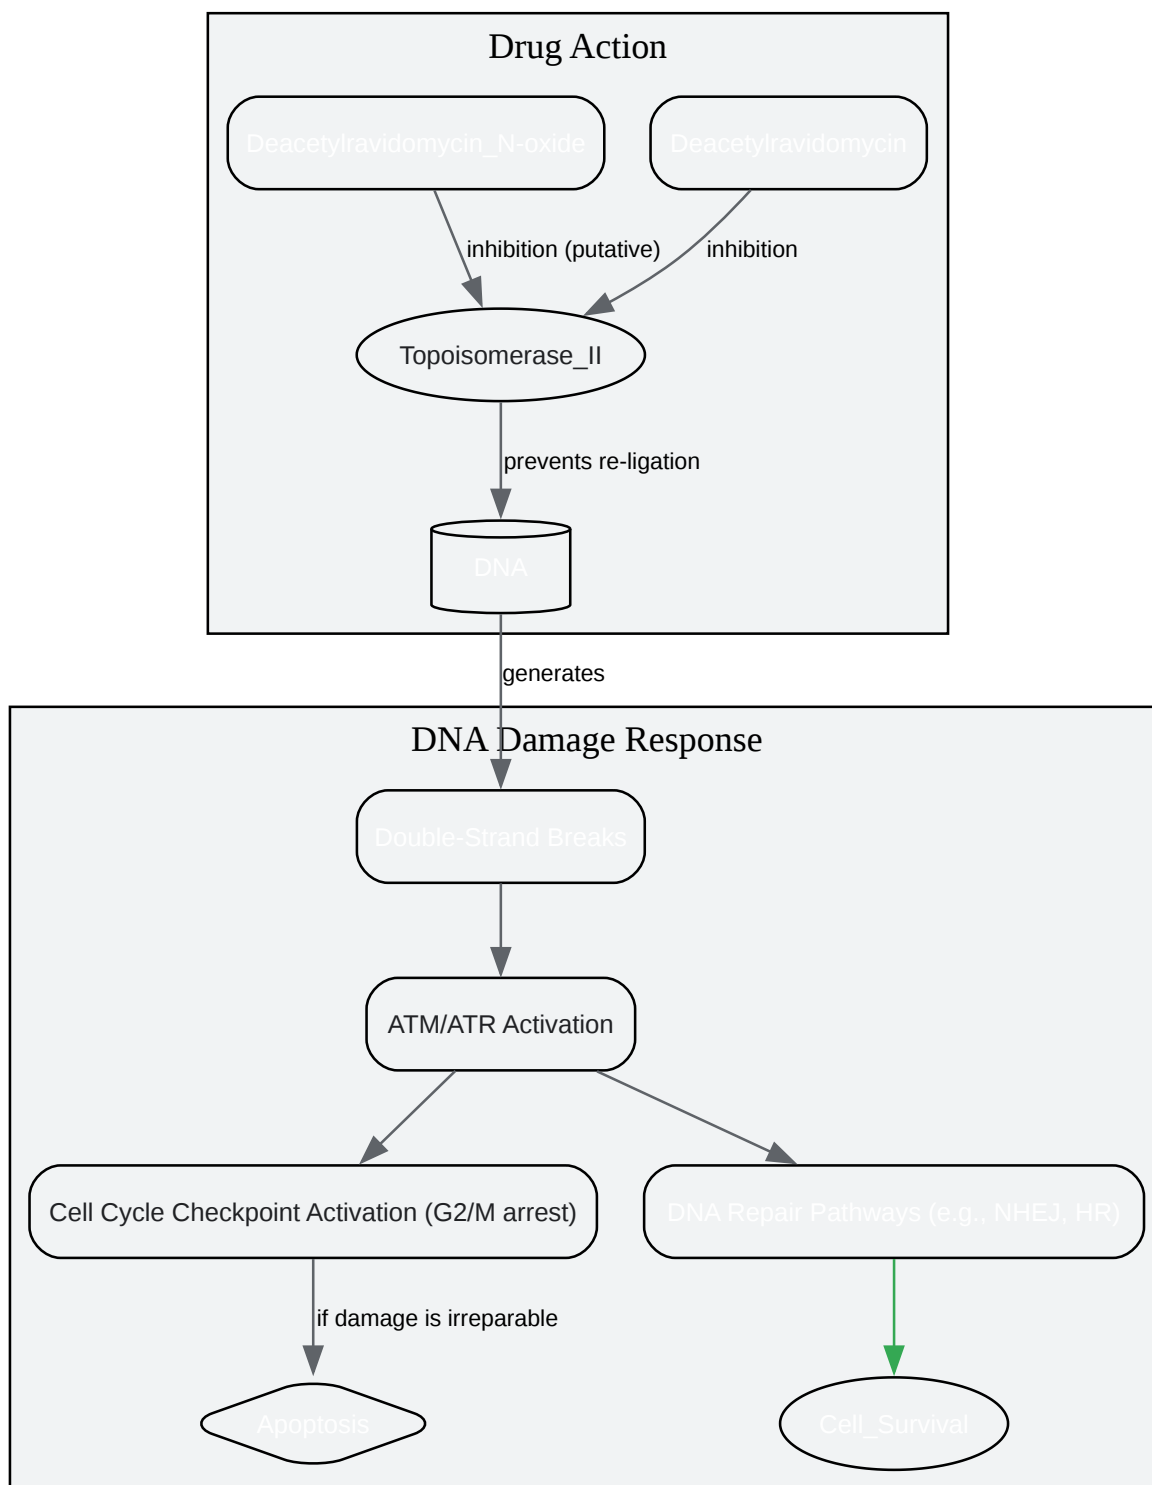 Drug Action
Deacetylravidomycin_N-oxide
Deacetylravidomycin
inhibition (putative)
inhibition
Topoisomerase_II
prevents re-ligation
DNA
generates
DNA Damage Response
Double-Strand Breaks
ATM/ATR Activation
Cell Cycle Checkpoint Activation (G2/M arrest)
DNA Repair Pathways (e.g., NHEJ, HR)
if damage is irreparable
Apoptosis
Cell_Survival